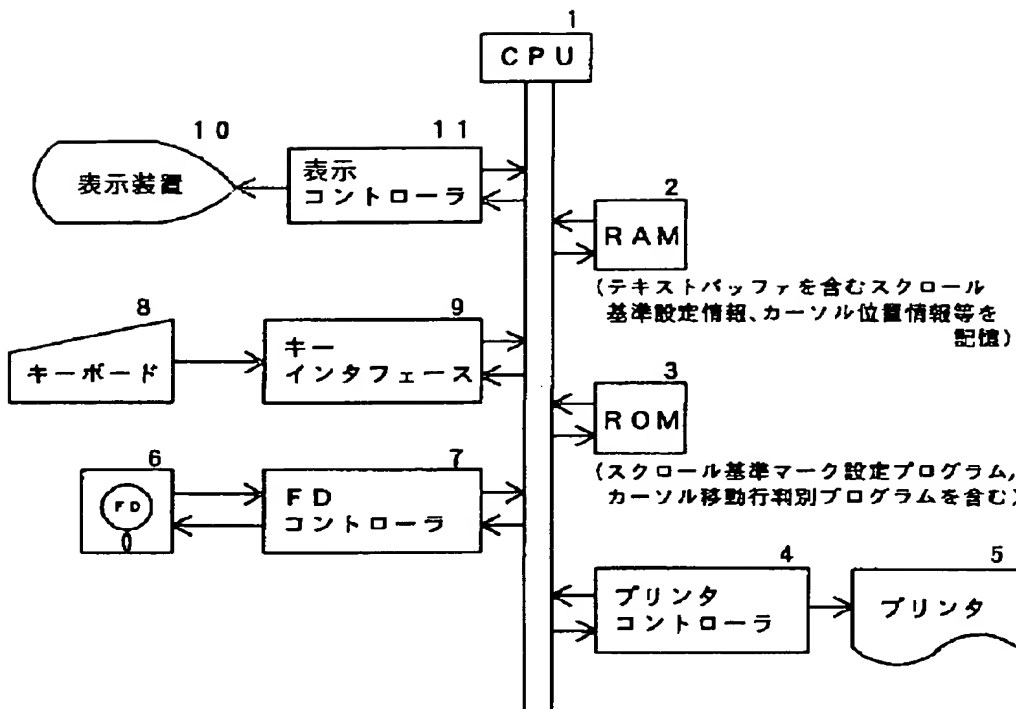 1
CPU
10
表示装置
11
表示
コントローラ
2
RAM
(テキストバッファを含むスクロール
基準設定情報、カーソル位置情報等を
記憶)
8
キーボード
9
キー
インタフェース
3
ROM
(スクロール基準マーク設定プログラム,
カーソル移動行判別プログラムを含む)
6
FD
7
FD
コントローラ
4
プリンタ
コントローラ
5
プリンタ